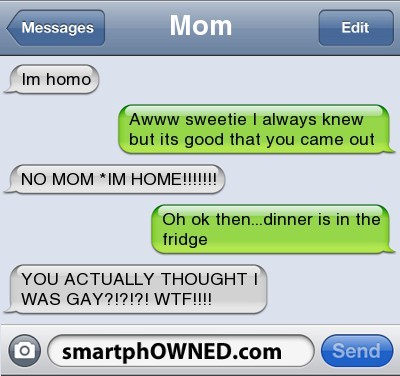 Messages
Mom
Edit
Im homo
Awww sweetie I always knew
but its good that you came out
NO MOM *IM HOME!!!!!!!
Oh ok then...dinner is in the
fridge
YOU ACTUALLY THOUGHT I
WAS GAY?!?!?! WTF!!!!
smartphOWNED.com
Send